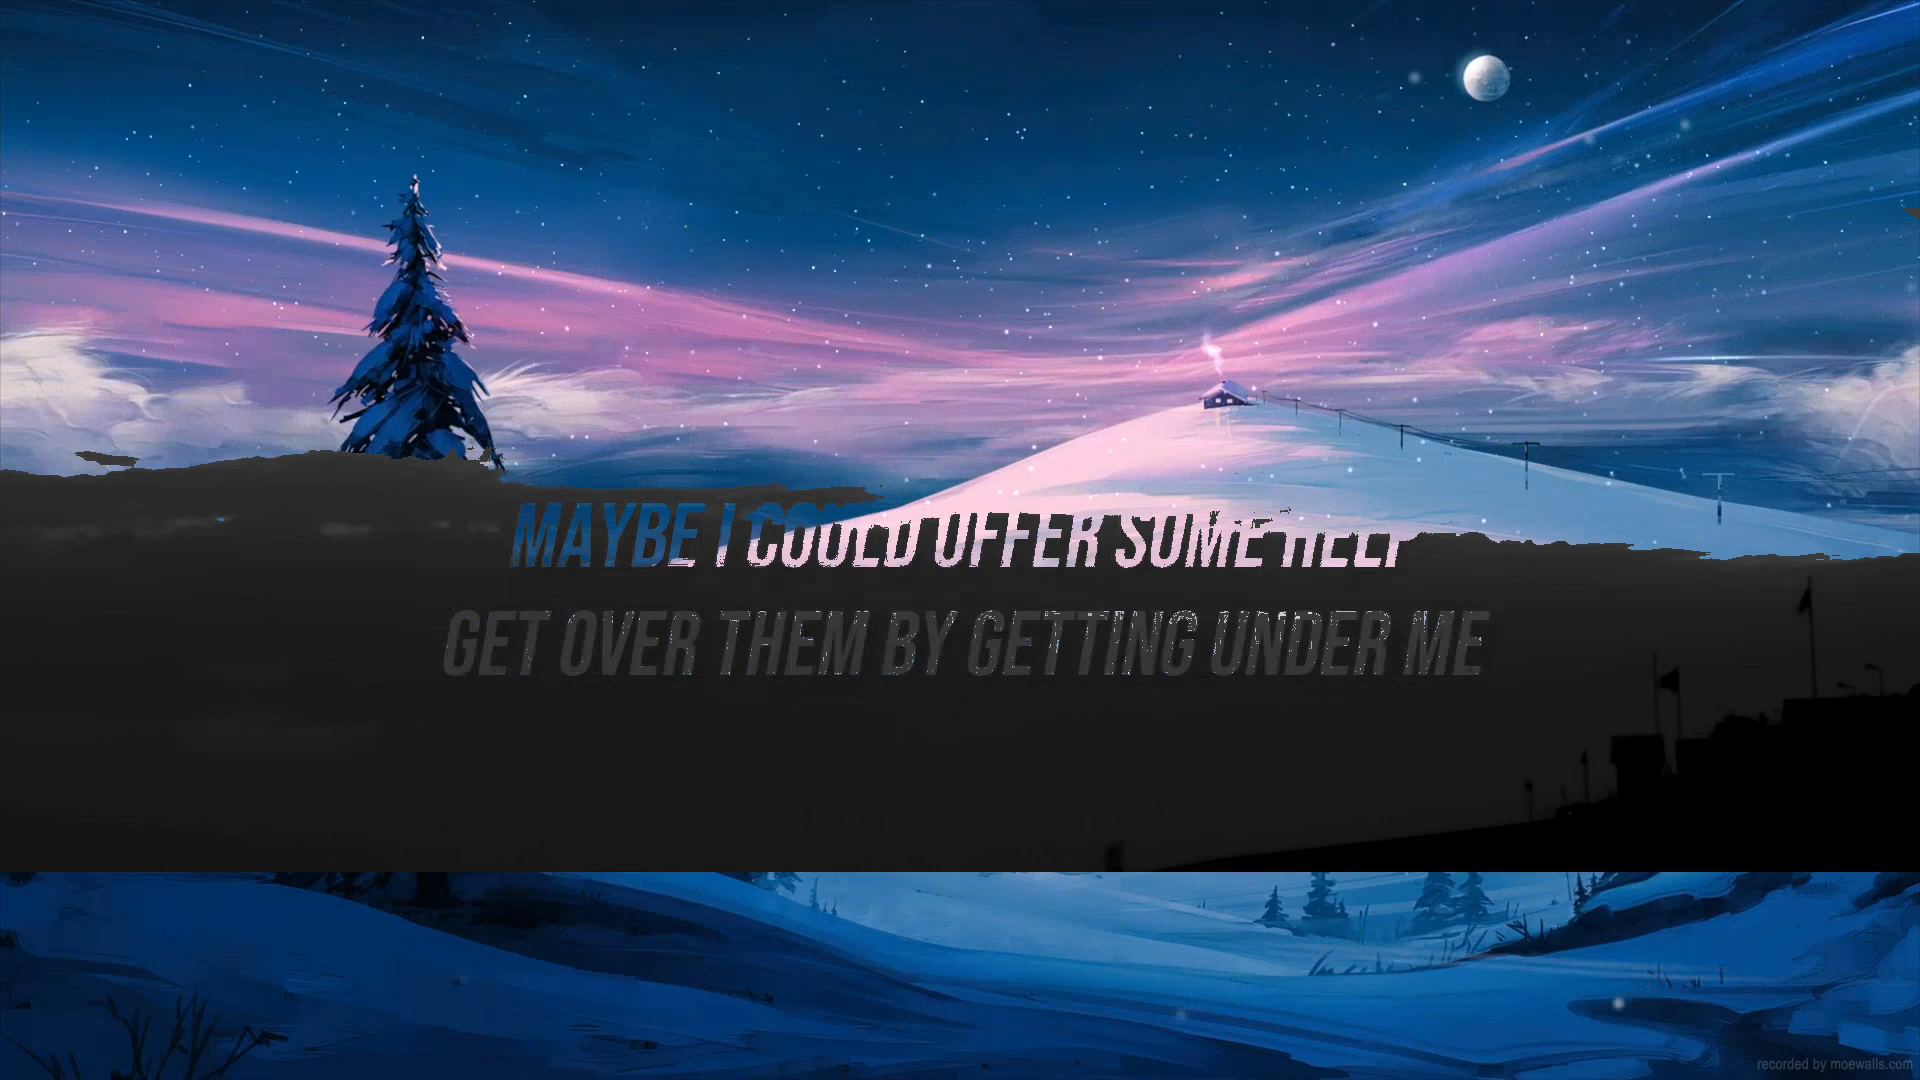 MAYBE I COULD OFFER SOME HELP
GET OVER THEM BY GETTING UNDER ME
recorded by moewalls.com